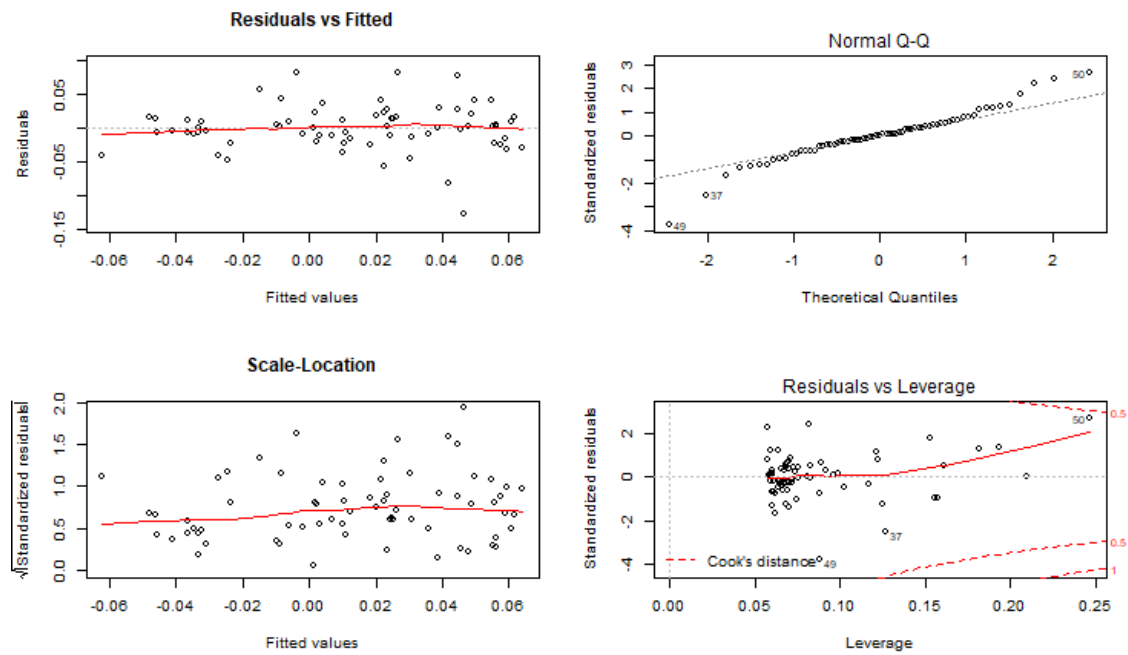 Residuals vs Fitted
Residuals
0.05
-0.05
-0.15
-0.06 -0.04 -0.02 0.00 0.02 0.04 0.06
Fitted values
Normal Q-Q
Standardized residuals
3
2
1
0
-2
-4
50
37
49
-2 -1 0 1 2
Theoretical Quantiles
Scale-Location
√|Standardized residuals|
2.0
1.5
1.0
0.5
0.0
-0.06 -0.04 -0.02 0.00 0.02 0.04 0.06
Fitted values
Residuals vs Leverage
Standardized residuals
2
0
-2
-4
50
0.5
37
0.5
Cook's distance
49
1
0.00 0.05 0.10 0.15 0.20 0.25
Leverage